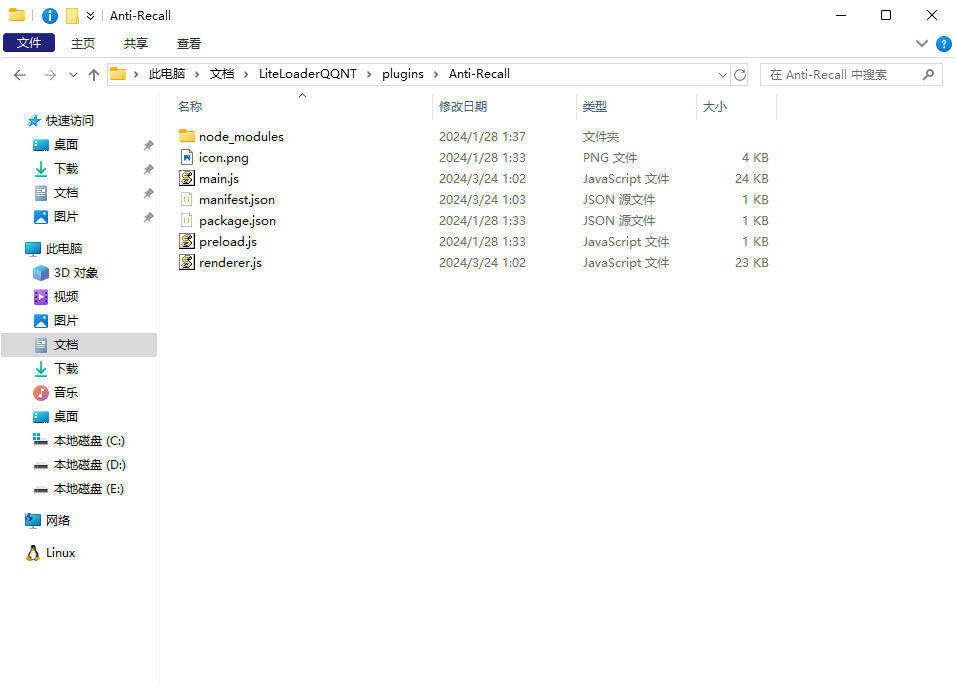 Anti-Recall
文件 主页 共享 查看
此电脑 文档 LiteLoaderQQNT plugins Anti-Recall 在 Anti-Recall 中搜索
快速访问
桌面
下载
文档
图片
此电脑
3D 对象
视频
图片
文档
下载
音乐
桌面
本地磁盘 (C:)
本地磁盘 (D:)
本地磁盘 (E:)
网络
Linux
名称 修改日期 类型 大小
node_modules 2024/1/28 1:37 文件夹
icon.png 2024/1/28 1:33 PNG 文件 4 KB
main.js 2024/3/24 1:02 JavaScript 文件 24 KB
manifest.json 2024/3/24 1:03 JSON 源文件 1 KB
package.json 2024/1/28 1:33 JSON 源文件 1 KB
preload.js 2024/1/28 1:33 JavaScript 文件 1 KB
renderer.js 2024/3/24 1:02 JavaScript 文件 23 KB